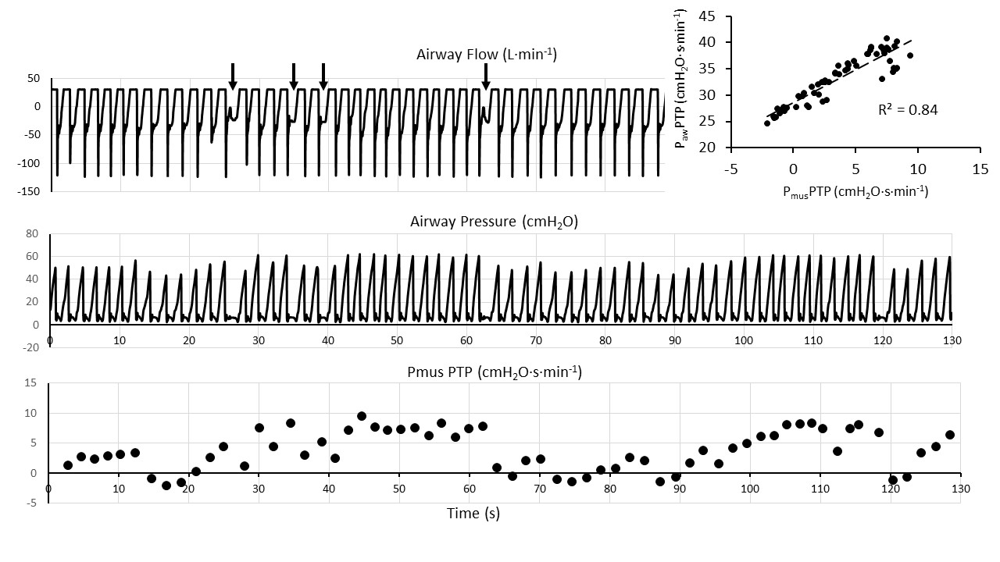 Airway Flow (L·min⁻¹)
50
0
-50
-100
-150
PawPTP (cmH₂O·s·min⁻¹)
45
40
35
30
25
20
R² = 0.84
-5 0 5 10 15
PmusPTP (cmH₂O·s·min⁻¹)
Airway Pressure (cmH₂O)
80
60
40
20
0
-20
0 10 20 30 40 50 60 70 80 90 100 110 120 130
Pmus PTP (cmH₂O·s·min⁻¹)
15
10
5
0
-5
0 10 20 30 40 50 60 70 80 90 100 110 120 130
Time (s)